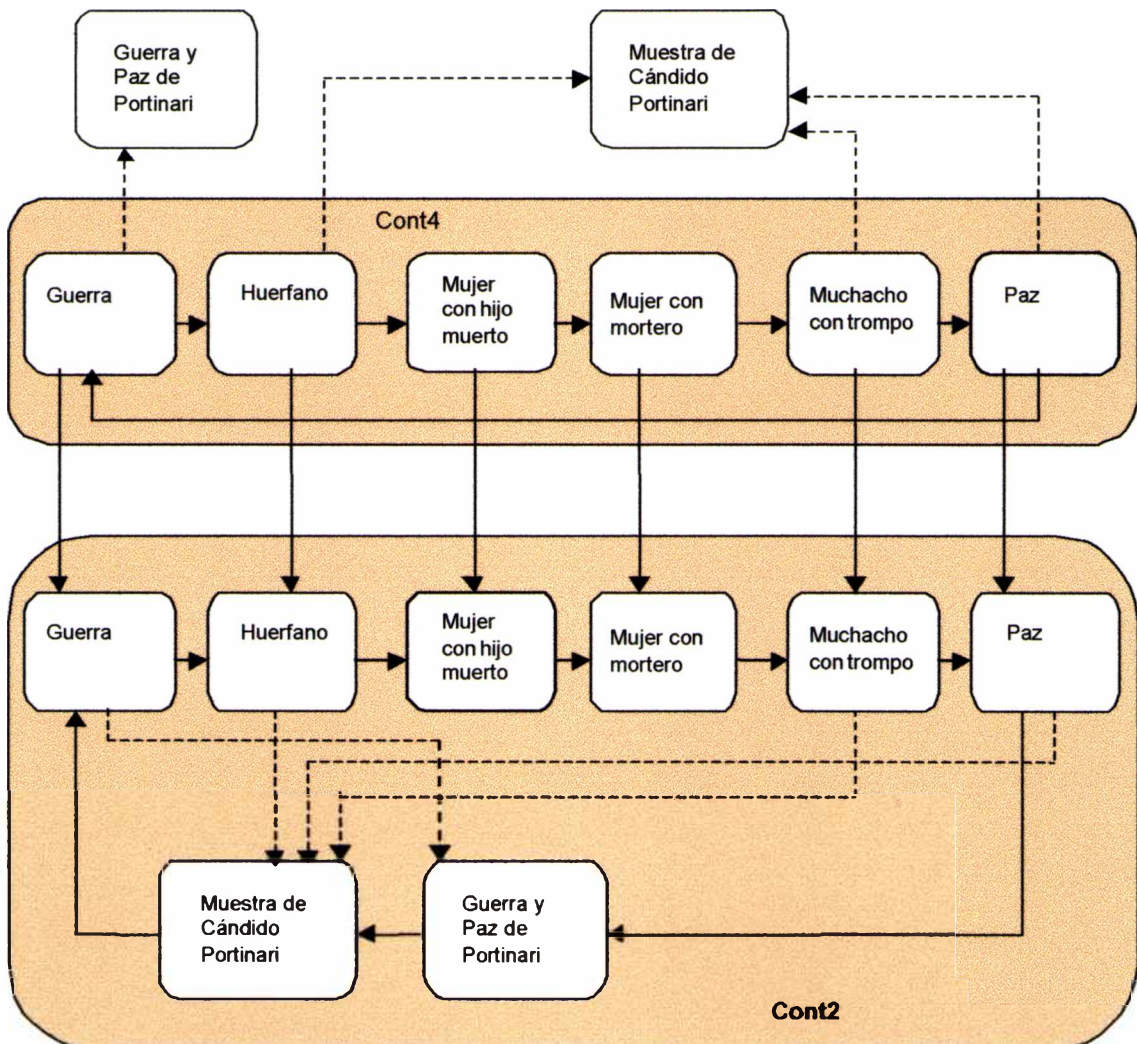 Guerra y
Paz de
Portinari
Muestra de
Cándido
Portinari
Cont4
Guerra
Huerfano
Mujer
con hijo
muerto
Mujer con
mortero
Muchacho
con trompo
Paz
Guerra
Huerfano
Mujer
con hijo
muerto
Mujer con
mortero
Muchacho
con trompo
Paz
Muestra de
Cándido
Portinari
Guerra y
Paz de
Portinari
Cont2